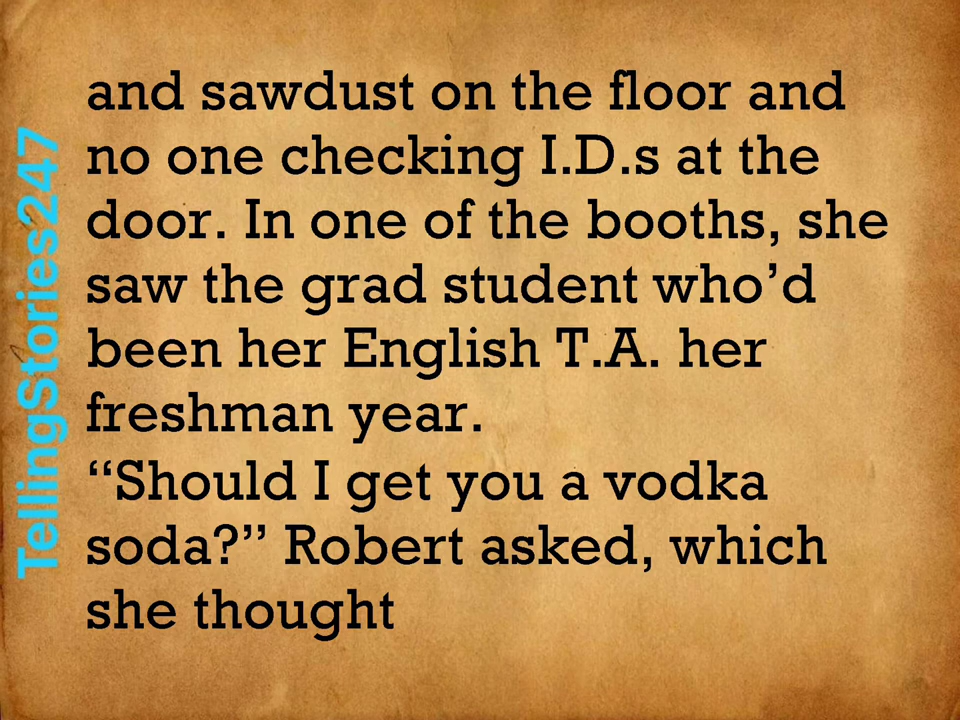 and sawdust on the floor and
no one checking I.D.s at the
door. In one of the booths, she
saw the grad student who’d
been her English T.A. her
freshman year.
“Should I get you a vodka
soda?” Robert asked, which
she thought
TellingStories247